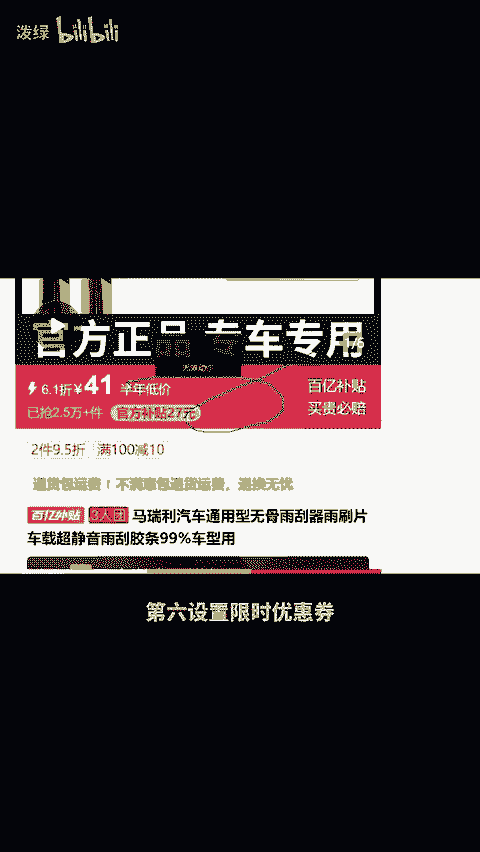 泼绿 bilibili
官方正品 专车专用
1/6
6.1折¥41 半年低价
百亿补贴
已抢2.5万+件 官方补贴27元
买贵必赔
2件9.5折 满100减10
退货包运费！不满意包退货运费，退换无忧
百亿补贴 3人团 马瑞利汽车通用型无骨雨刮器雨刷片
车载超静音雨刮胶条99%车型用
第六设置限时优惠券